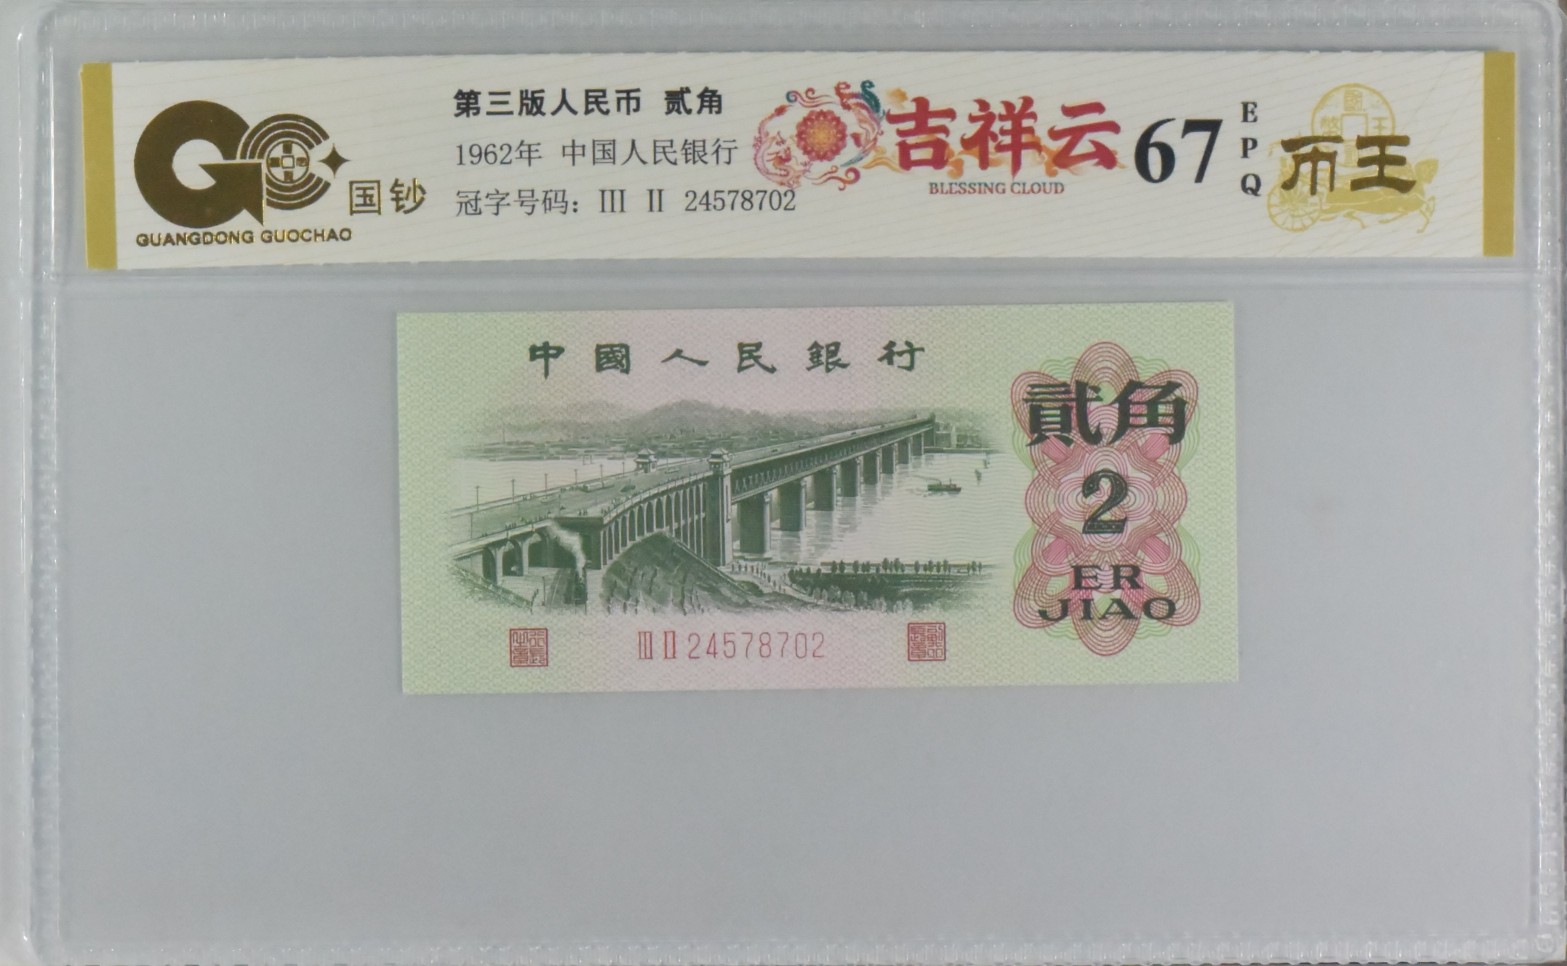 国钞
GUANGDONG GUOCHAO
第三版人民币 贰角
1962年 中国人民银行
冠字号码：III II 24578702
吉祥云
BLESSING CLOUD
67
EPQ
币王
中國人民銀行
貳角
2
ER
JIAO
III II 24578702